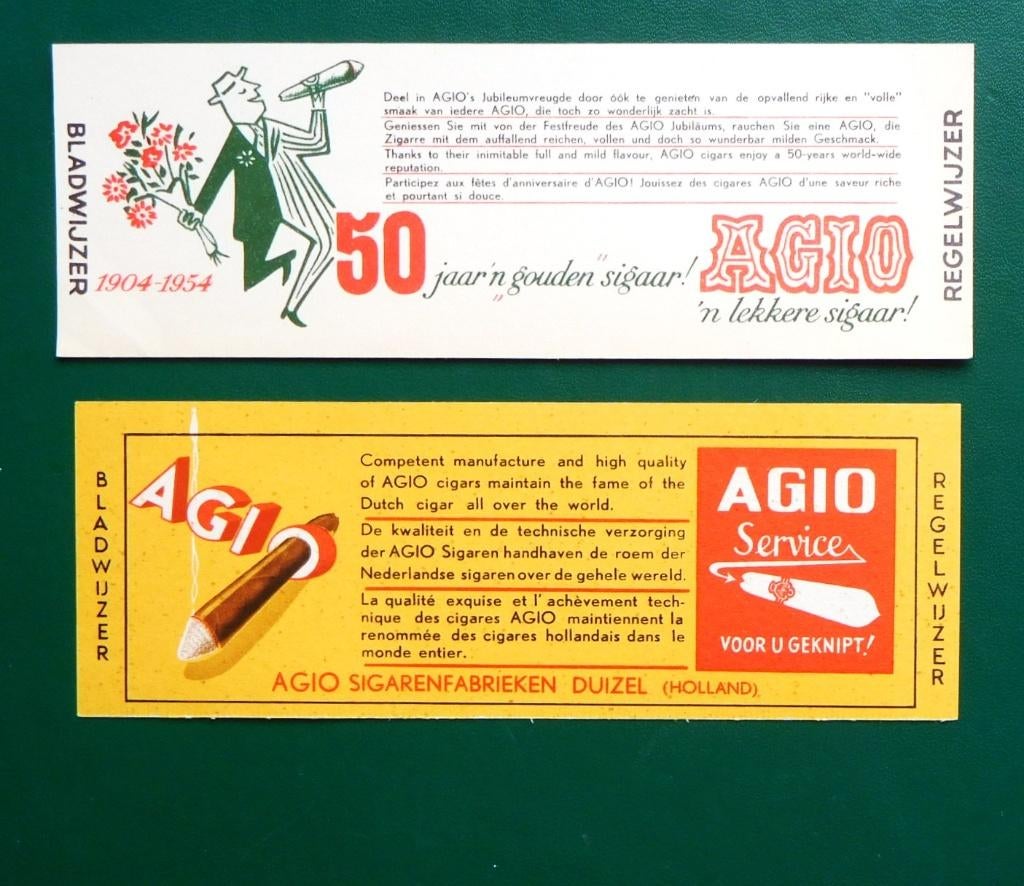 BLADWIJZER
1904-1954
Deel in AGIO's Jubileumvreugde door óók te genieten van de opvallend rijke en "volle"
smaak van iedere AGIO, die toch zo wonderlijk zacht is.
Geniessen Sie mit von der Festfreude des AGIO Jubiläums, rauchen Sie eine AGIO, die
Zigarre mit dem auffallend reichen, vollen und doch so wunderbar milden Geschmack.
Thanks to their inimitable full and mild flavour, AGIO cigars enjoy a 50-years world-wide
reputation.
Participez aux fêtes d'anniversaire d'AGIO! Jouissez des cigares AGIO d'une saveur riche
et pourtant si douce.
50 jaar 'n „gouden” sigaar!
AGIO
'n lekkere sigaar!
REGELWIJZER
BLADWIJZER
AGIO
Competent manufacture and high quality
of AGIO cigars maintain the fame of the
Dutch cigar all over the world.
De kwaliteit en de technische verzorging
der AGIO Sigaren handhaven de roem der
Nederlandse sigaren over de gehele wereld.
La qualité exquise et l'achèvement tech-
nique des cigares AGIO maintiennent la
renommée des cigares hollandais dans le
monde entier.
AGIO SIGARENFABRIEKEN DUIZEL (HOLLAND)
AGIO
Service
VOOR U GEKNIPT!
REGELWIJZER